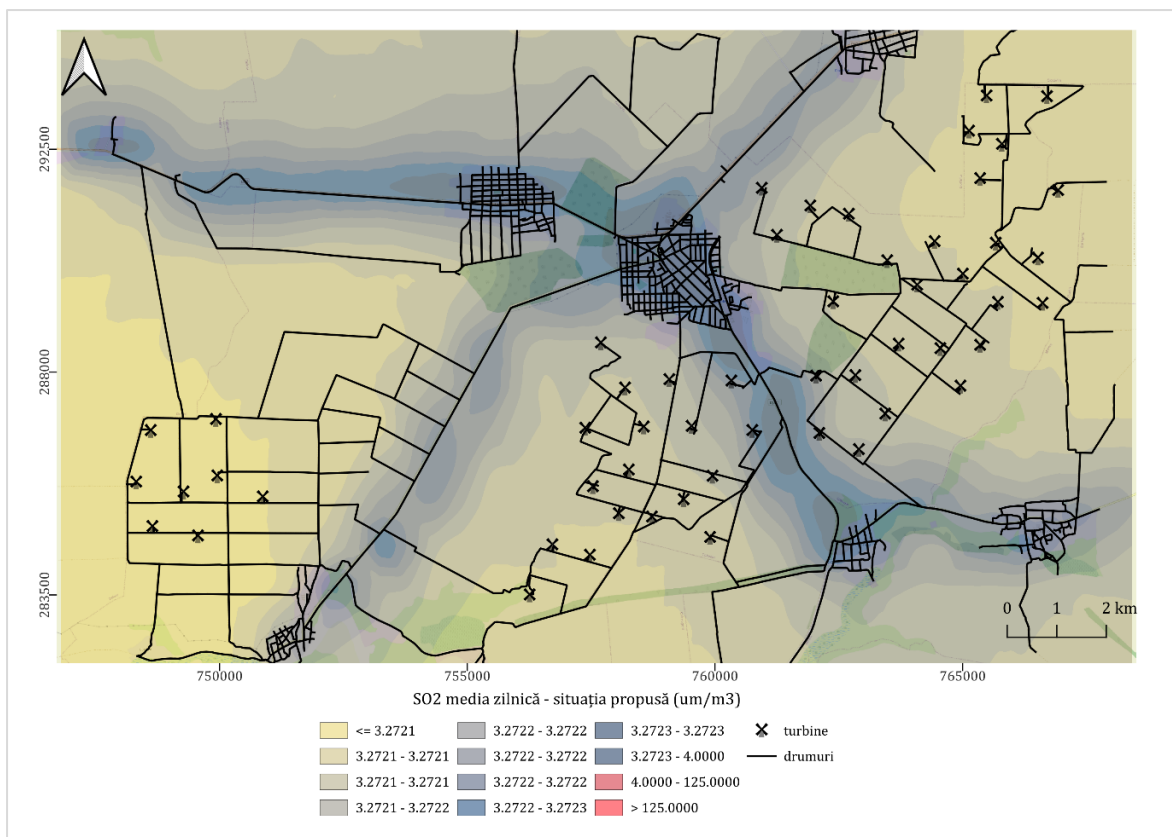 292500
288000
283500
0 1 2 km
750000 755000 760000 765000
SO2 media zilnică - situația propusă (um/m3)
<= 3.2721 3.2722 - 3.2722 3.2723 - 3.2723 turbine
3.2721 - 3.2721 3.2722 - 3.2722 3.2723 - 4.0000 drumuri
3.2721 - 3.2721 3.2722 - 3.2722 4.0000 - 125.0000
3.2721 - 3.2722 3.2722 - 3.2723 > 125.0000